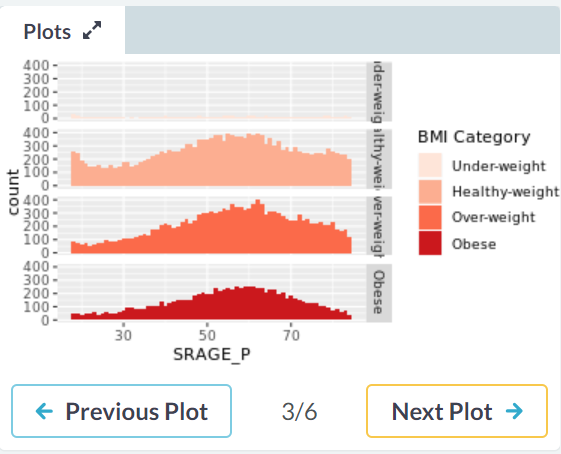 Plots
400
300
200
100
0
400
300
200
100
0
400
300
200
100
0
400
300
200
100
0
count
Obese
30 50 70
SRAGE_P
BMI Category
Under-weight
Healthy-weight
Over-weight
Obese
← Previous Plot 3/6 Next Plot →